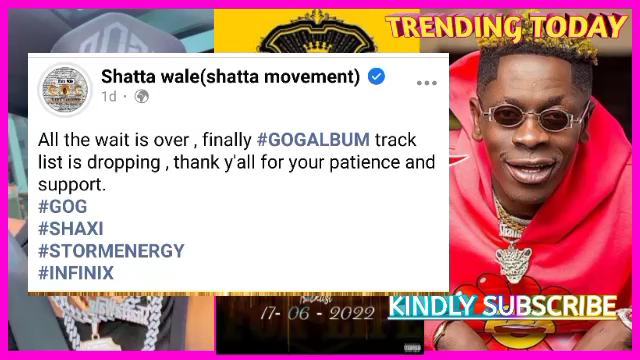 TRENDING TODAY
Shatta wale(shatta movement)
1d ·
All the wait is over , finally #GOGALBUM track
list is dropping , thank y'all for your patience and
support.
#GOG
#SHAXI
#STORMENERGY
#INFINIX
17- 06 - 2022
KINDLY SUBSCRIBE